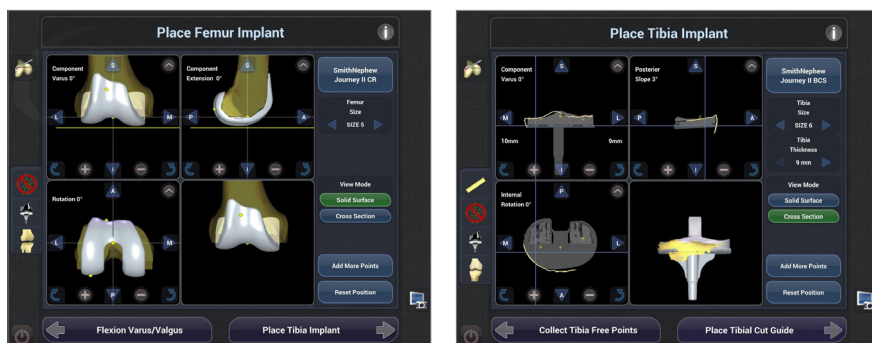 Place Femur Implant
i
Component
Varus 0°
S
L
M
I
Component
Extension 0°
S
P
A
I
SmithNephew
Journey II CR
Femur
Size
SIZE 5
Rotation 0°
A
L
M
P
View Mode
Solid Surface
Cross Section
Add More Points
Reset Position
Flexion Varus/Valgus
Place Tibia Implant
Place Tibia Implant
i
Component
Varus 0°
S
M
L
10mm
9mm
I
Posterior
Slope 3°
S
P
A
I
SmithNephew
Journey II BCS
Tibia
Size
SIZE 6
Tibia
Thickness
9 mm
Internal
Rotation 0°
P
M
L
A
View Mode
Solid Surface
Cross Section
Add More Points
Reset Position
Collect Tibia Free Points
Place Tibial Cut Guide